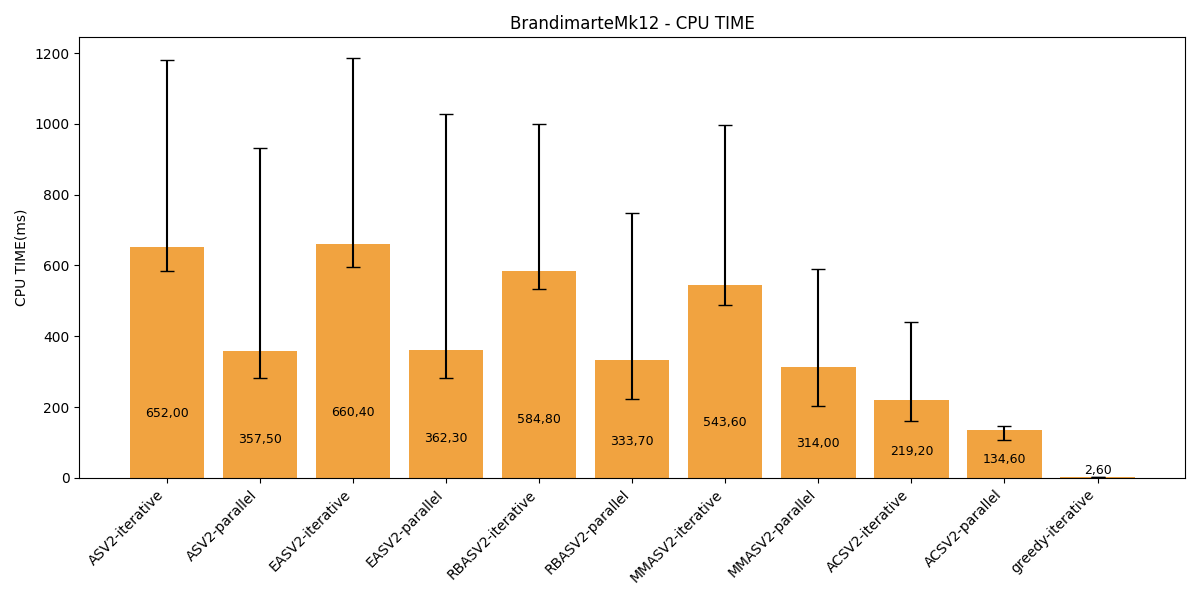 BrandimarteMk12 - CPU TIME
CPU TIME(ms)
1200
1000
800
600
400
200
0
652,00
357,50
660,40
362,30
584,80
333,70
543,60
314,00
219,20
134,60
2,60
ASV2-iterative
ASV2-parallel
EASV2-iterative
EASV2-parallel
RBASV2-iterative
RBASV2-parallel
MMASV2-iterative
MMASV2-parallel
ACSV2-iterative
ACSV2-parallel
greedy-iterative